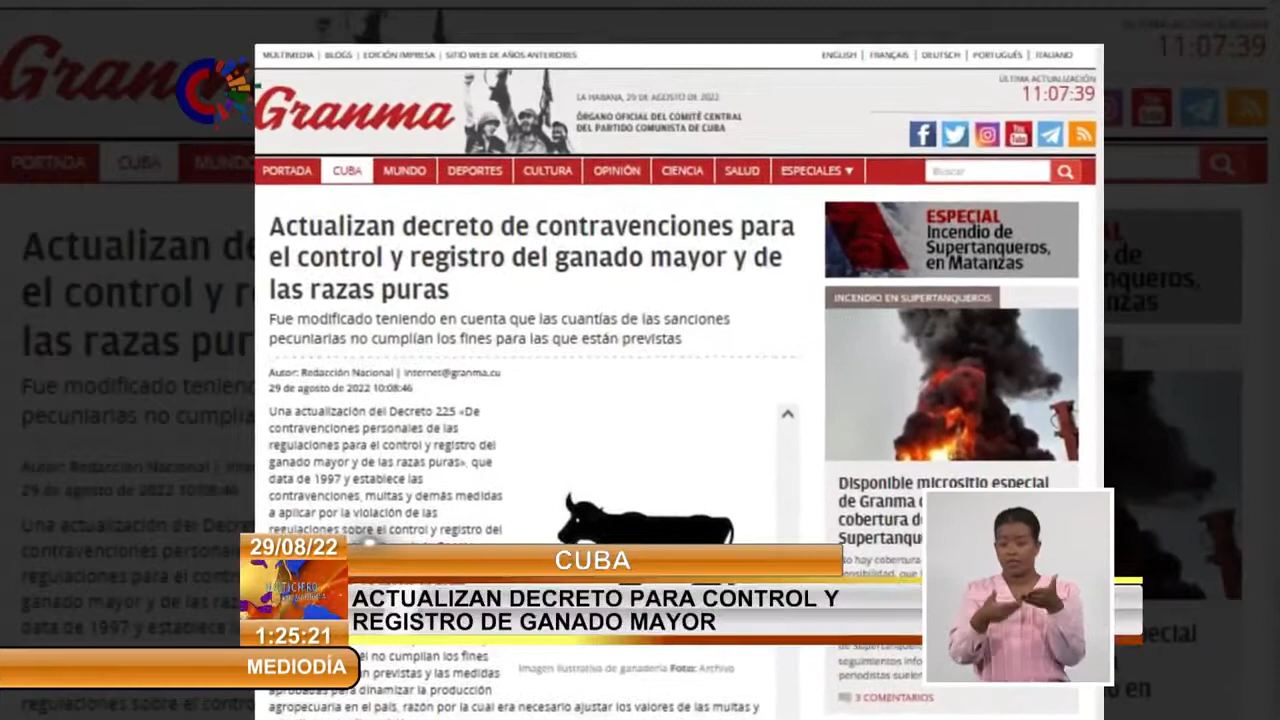 MULTIMEDIA | BLOGS | EDICIÓN IMPRESA | SITIO WEB DE AÑOS ANTERIORES
ENGLISH | FRANÇAIS | DEUTSCH | PORTUGUÊS | ITALIANO
Granma
LA HABANA, 29 DE AGOSTO DE 2022
ÓRGANO OFICIAL DEL COMITÉ CENTRAL
DEL PARTIDO COMUNISTA DE CUBA
ÚLTIMA ACTUALIZACIÓN
11:07:39
PORTADA CUBA MUNDO DEPORTES CULTURA OPINIÓN CIENCIA SALUD ESPECIALES
Buscar
Actualizan decreto de contravenciones para
el control y registro del ganado mayor y de
las razas puras
Fue modificado teniendo en cuenta que las cuantías de las sanciones
pecuniarias no cumplían los fines para las que están previstas
Autor: Redacción Nacional | internet@granma.cu
29 de agosto de 2022 10:08:46
Una actualización del Decreto 225 «De
contravenciones personales de las
regulaciones para el control y registro del
ganado mayor y de las razas puras», que
data de 1997 y establece las
contravenciones, multas y demás medidas
a aplicar por la violación de las
regulaciones sobre el control y registro del
el no cumplían los fines
n previstas y las medidas
aprobadas para dinamizar la producción
agropecuaria en el país, razón por la cual era necesario ajustar los valores de las multas y
Imagen ilustrativa de ganadería Foto: Archivo
ESPECIAL
Incendio de
Supertanqueros,
en Matanzas
INCENDIO EN SUPERTANQUEROS
Disponible micrositio especial
de Granma
cobertura d
Supertanqu
No hay cobertura
seguimientos info
periodistas suele
3 COMENTARIOS
29/08/22
1:25:21
MEDIODÍA
CUBA
ACTUALIZAN DECRETO PARA CONTROL Y
REGISTRO DE GANADO MAYOR